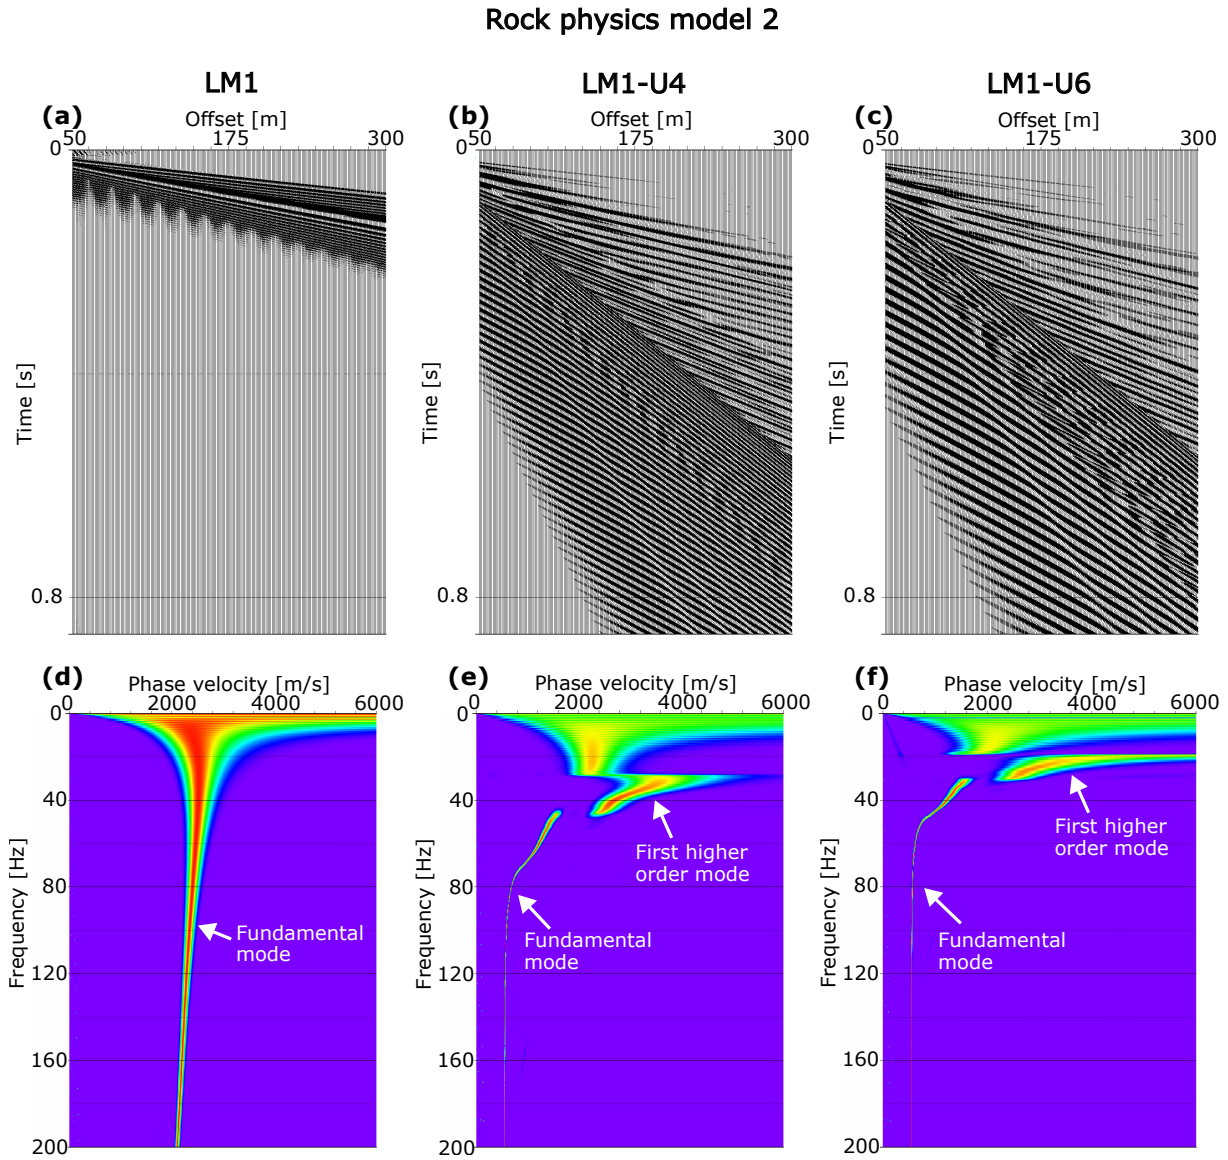 Rock physics model 2
LM1
LM1-U4
LM1-U6
(a)
Offset [m]
50
175
300
0
Time [s]
(b)
Offset [m]
50
175
300
0
0.8
Time [s]
(c)
Offset [m]
50
175
300
0
0.8
Time [s]
0.8
(d)
Phase velocity [m/s]
0
2000
4000
6000
0
40
80
120
160
200
Frequency [Hz]
Fundamental
mode
(e)
Phase velocity [m/s]
0
2000
4000
6000
0
40
80
120
160
200
Frequency [Hz]
First higher
order mode
Fundamental
mode
(f)
Phase velocity [m/s]
0
2000
4000
6000
0
40
80
120
160
200
Frequency [Hz]
First higher
order mode
Fundamental
mode